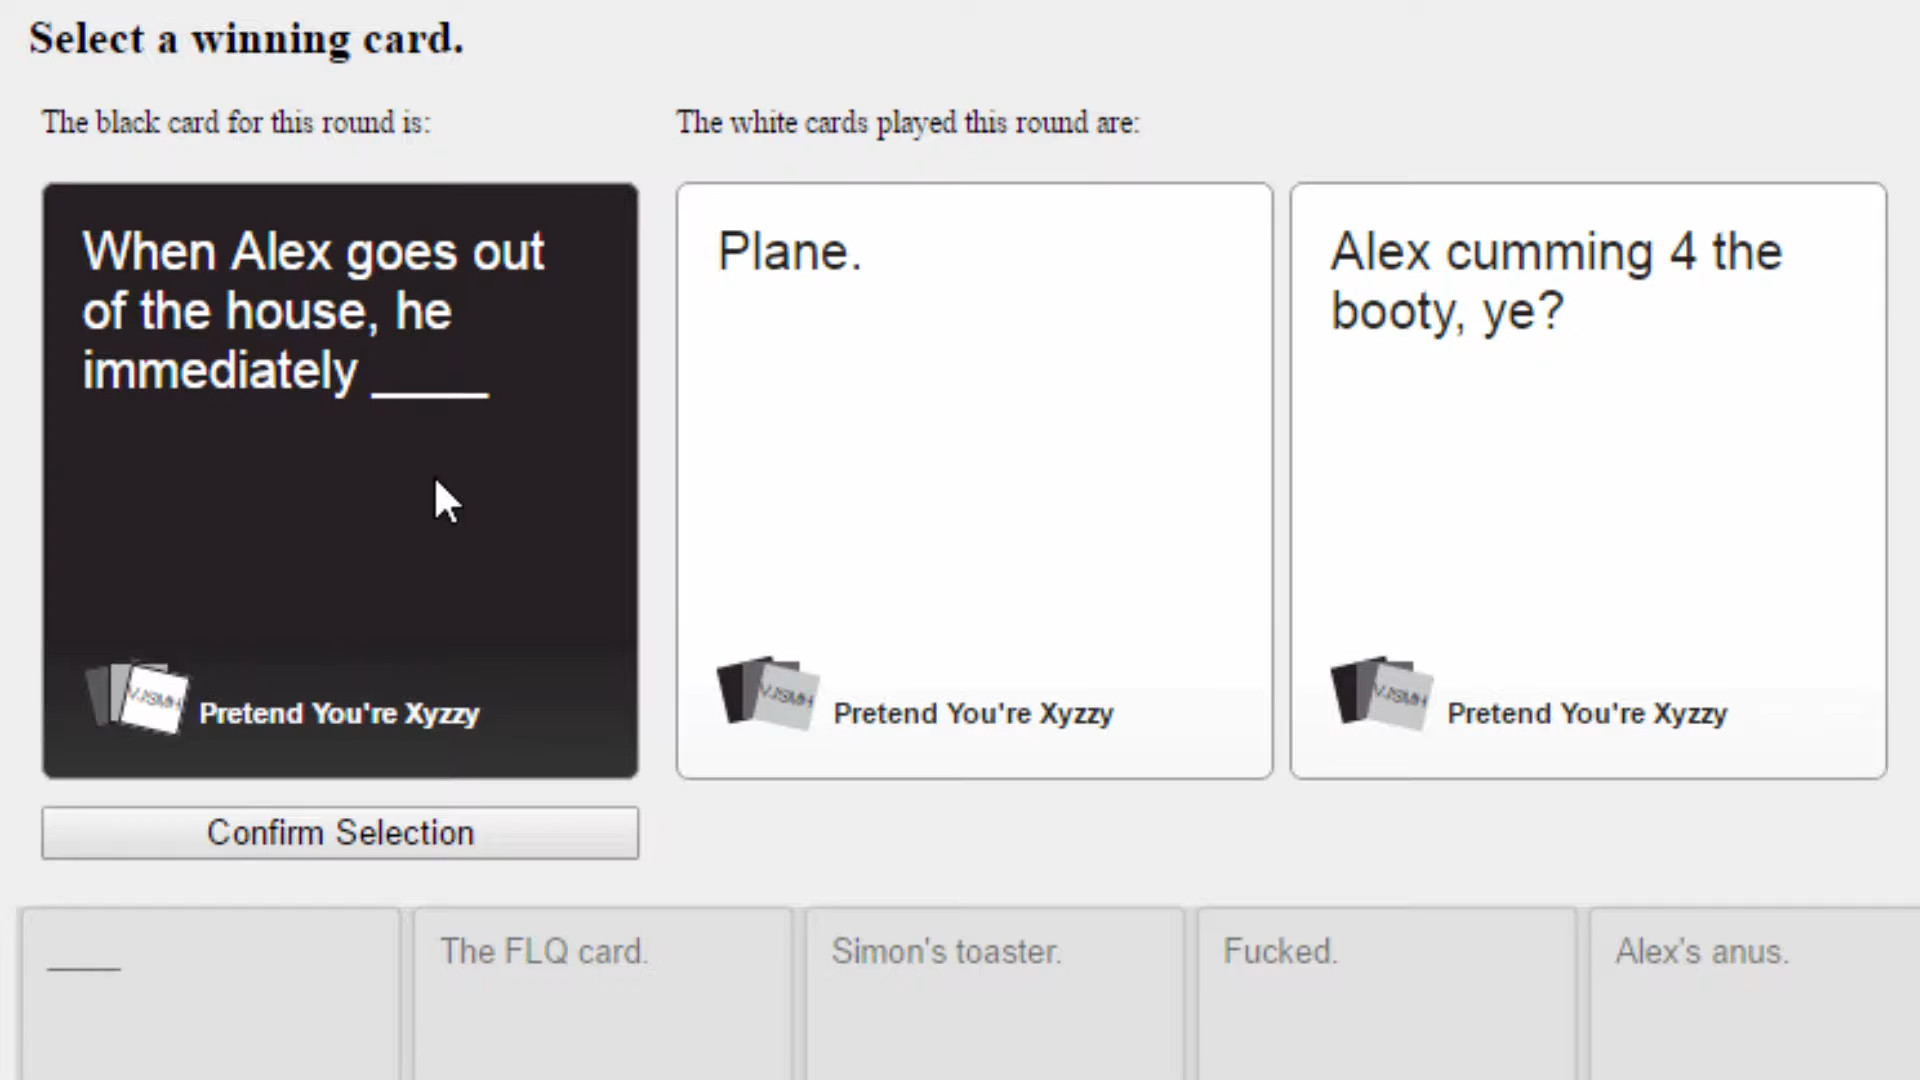 Select a winning card.
The black card for this round is:
The white cards played this round are:
When Alex goes out
of the house, he
immediately ____
Pretend You're Xyzzy
Plane.
Pretend You're Xyzzy
Alex cumming 4 the
booty, ye?
Pretend You're Xyzzy
Confirm Selection
____
The FLQ card.
Simon's toaster.
Fucked.
Alex's anus.